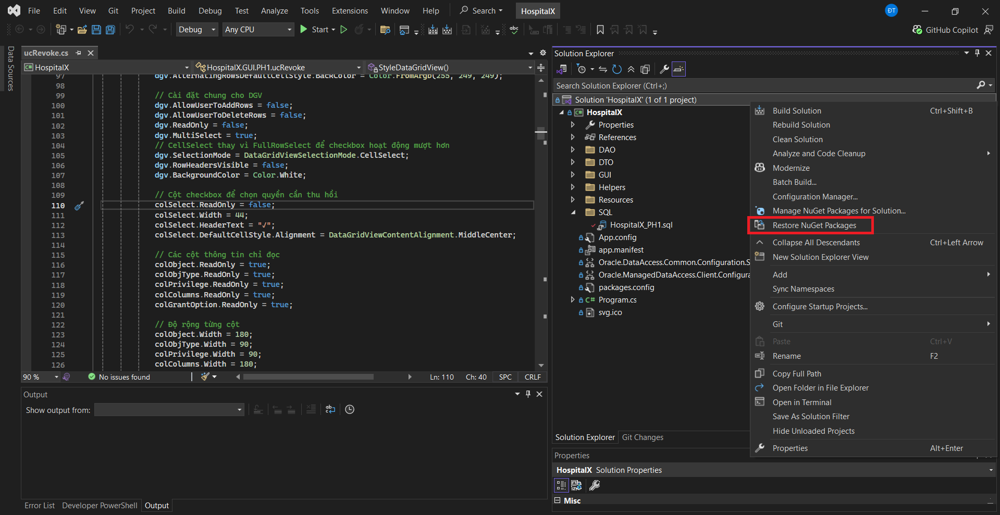 File Edit View Git Project Build Debug Test Analyze Tools Extensions Window Help Search HospitalX ĐT
Debug Any CPU Start abc GitHub Copilot
Data Sources
ucRevoke.cs
HospitalX HospitalX.GUI.PH1.ucRevoke StyleDataGridView()
97 dgv.AlternatingRowsDefaultCellStyle.BackColor = Color.FromArgb(255, 249, 249);
98
99 // Cài đặt chung cho DGV
100 dgv.AllowUserToAddRows = false;
101 dgv.AllowUserToDeleteRows = false;
102 dgv.ReadOnly = false;
103 dgv.MultiSelect = true;
104 // CellSelect thay vì FullRowSelect để checkbox hoạt động mượt hơn
105 dgv.SelectionMode = DataGridViewSelectionMode.CellSelect;
106 dgv.RowHeadersVisible = false;
107 dgv.BackgroundColor = Color.White;
108
109 // Cột checkbox để chọn quyền cần thu hồi
110 colSelect.ReadOnly = false;
111 colSelect.Width = 44;
112 colSelect.HeaderText = "√";
113 colSelect.DefaultCellStyle.Alignment = DataGridViewContentAlignment.MiddleCenter;
114
115 // Các cột thông tin chỉ đọc
116 colObject.ReadOnly = true;
117 colObjType.ReadOnly = true;
118 colPrivilege.ReadOnly = true;
119 colColumns.ReadOnly = true;
120 colGrantOption.ReadOnly = true;
121
122 // Độ rộng từng cột
123 colObject.Width = 180;
124 colObjType.Width = 90;
125 colPrivilege.Width = 90;
126 colColumns.Width = 180;
90 % No issues found Ln: 110 Ch: 40 SPC CRLF
Output
Show output from:
Error List Developer PowerShell Output
Solution Explorer
Search Solution Explorer (Ctrl+;)
Solution 'HospitalX' (1 of 1 project)
C# HospitalX
Properties
References
DAO
DTO
GUI
Helpers
Resources
SQL
HospitalX_PH1.sql
App.config
app.manifest
Oracle.DataAccess.Common.Configuration.S
Oracle.ManagedDataAccess.Client.Configura
packages.config
C# Program.cs
svg.ico
Solution Explorer Git Changes
Properties
HospitalX Solution Properties
Misc
Build Solution Ctrl+Shift+B
Rebuild Solution
Clean Solution
Analyze and Code Cleanup
Modernize
Batch Build...
Configuration Manager...
Manage NuGet Packages for Solution...
Restore NuGet Packages
Collapse All Descendants Ctrl+Left Arrow
New Solution Explorer View
Add
Sync Namespaces
Configure Startup Projects...
Git
Paste Ctrl+V
Rename F2
Copy Full Path
Open Folder in File Explorer
Open in Terminal
Save As Solution Filter
Hide Unloaded Projects
Properties Alt+Enter